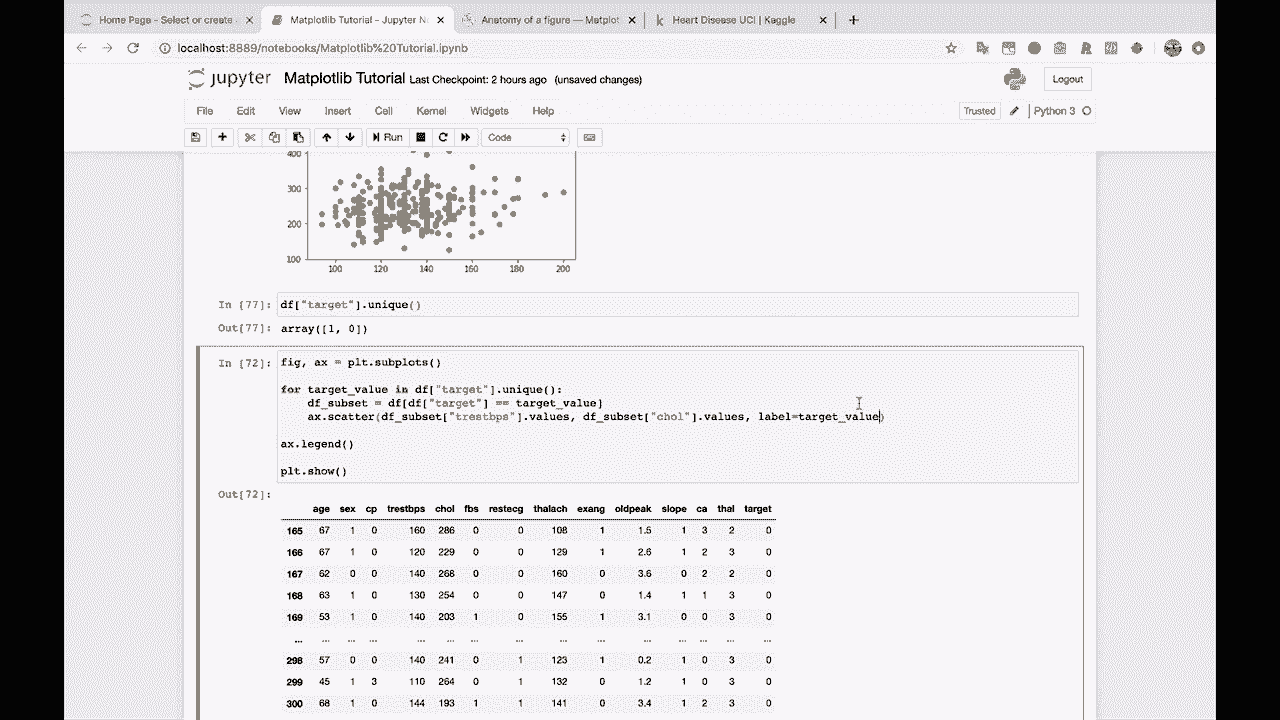 Home Page - Select or create
Matplotlib Tutorial - Jupyter N
Anatomy of a figure — Matplot
Heart Disease UCI | Kaggle
localhost:8889/notebooks/Matplotlib%20Tutorial.ipynb
jupyter Matplotlib Tutorial Last Checkpoint: 2 hours ago (unsaved changes)
Logout
File Edit View Insert Cell Kernel Widgets Help
Trusted Python 3
Run Code
400
300
200
100
100 120 140 160 180 200
In [77]: df["target"].unique()
Out[77]: array([1, 0])
In [72]: fig, ax = plt.subplots()
for target_value in df["target"].unique():
df_subset = df[df["target"] == target_value]
ax.scatter(df_subset["trestbps"].values, df_subset["chol"].values, label=target_value)
ax.legend()
plt.show()
Out[72]:
age sex cp trestbps chol fbs restecg thalach exang oldpeak slope ca thal target
165 67 1 0 160 286 0 0 108 1 1.5 1 3 2 0
166 67 1 0 120 229 0 0 129 1 2.6 1 2 3 0
167 62 0 0 140 268 0 0 160 0 3.6 0 2 2 0
168 63 1 0 130 254 0 0 147 0 1.4 1 1 3 0
169 53 1 0 140 203 1 0 155 1 3.1 0 0 3 0
... ... ... ... ... ... ... ... ... ... ... ... ... ... ...
298 57 0 0 140 241 0 1 123 1 0.2 1 0 3 0
299 45 1 3 110 264 0 1 132 0 1.2 1 0 3 0
300 68 1 0 144 193 1 1 141 0 3.4 1 2 3 0